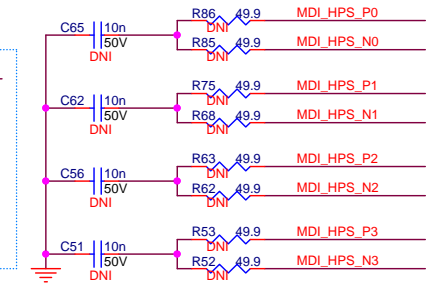 R86 49.9 MDI_HPS_P0
C65 10n DNI
50V R85 49.9 MDI_HPS_N0
DNI DNI
R75 49.9 MDI_HPS_P1
C62 10n DNI
50V R68 49.9 MDI_HPS_N1
DNI DNI
R63 49.9 MDI_HPS_P2
C56 10n DNI
50V R62 49.9 MDI_HPS_N2
DNI DNI
R53 49.9 MDI_HPS_P3
C51 10n DNI
50V R52 49.9 MDI_HPS_N3
DNI DNI